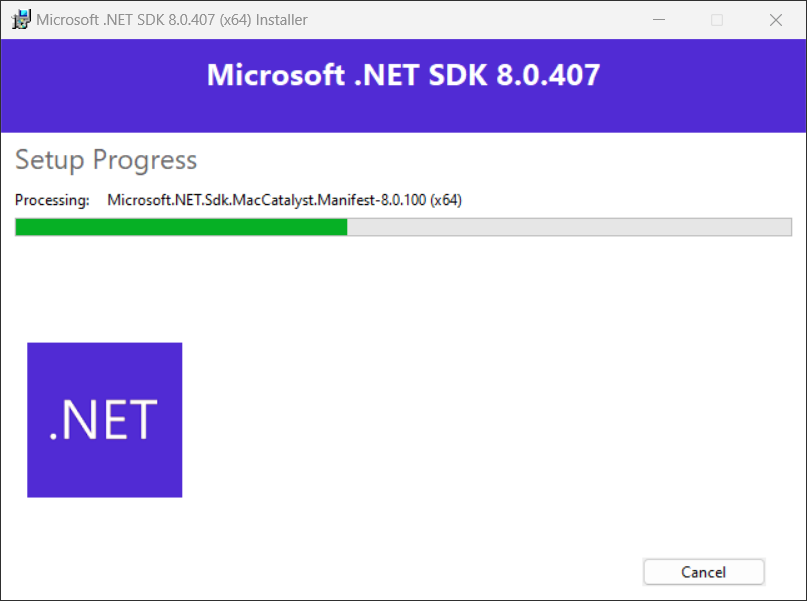 Microsoft .NET SDK 8.0.407 (x64) Installer
Microsoft .NET SDK 8.0.407
Setup Progress
Processing: Microsoft.NET.Sdk.MacCatalyst.Manifest-8.0.100 (x64)
.NET
Cancel